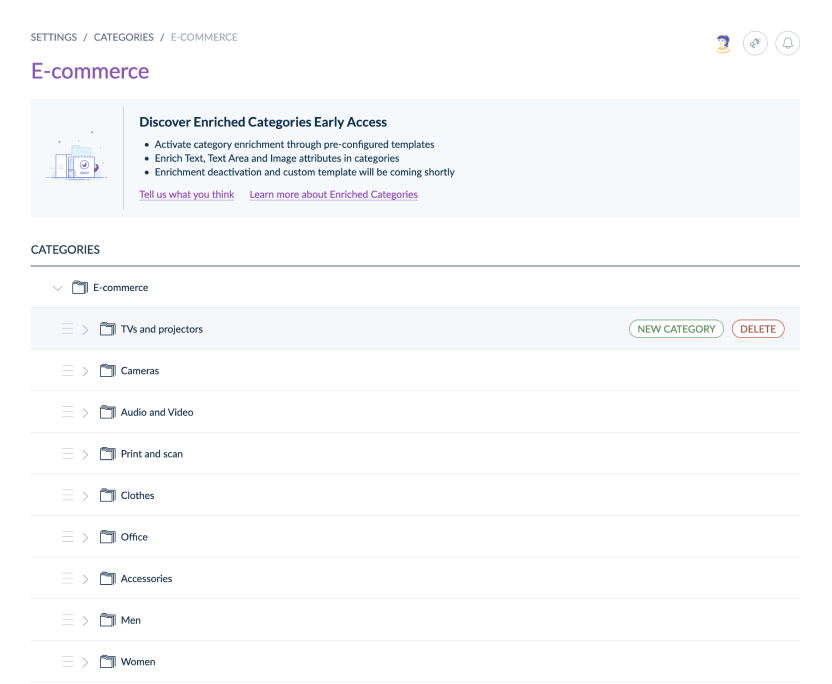 SETTINGS / CATEGORIES / E-COMMERCE
E-commerce
Discover Enriched Categories Early Access
• Activate category enrichment through pre-configured templates
• Enrich Text, Text Area and Image attributes in categories
• Enrichment deactivation and custom template will be coming shortly
Tell us what you think Learn more about Enriched Categories
CATEGORIES
E-commerce
TVs and projectors NEW CATEGORY DELETE
Cameras
Audio and Video
Print and scan
Clothes
Office
Accessories
Men
Women